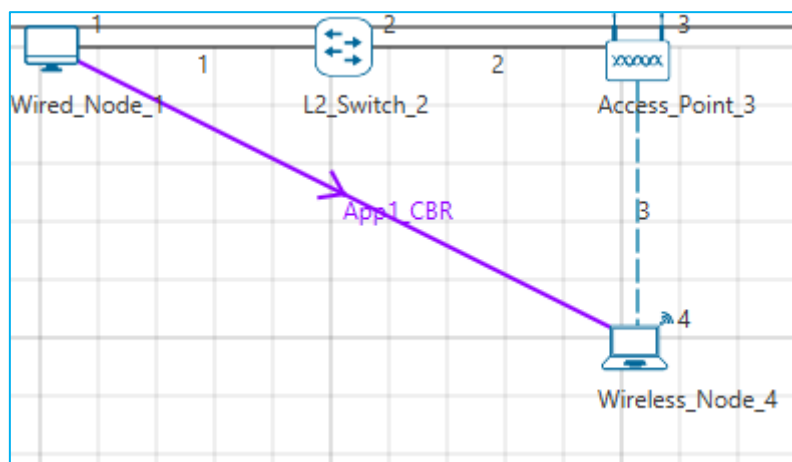 1
2
3
1
2
Wired_Node_1
L2_Switch_2
Access_Point_3
App1_CBR
3
4
Wireless_Node_4